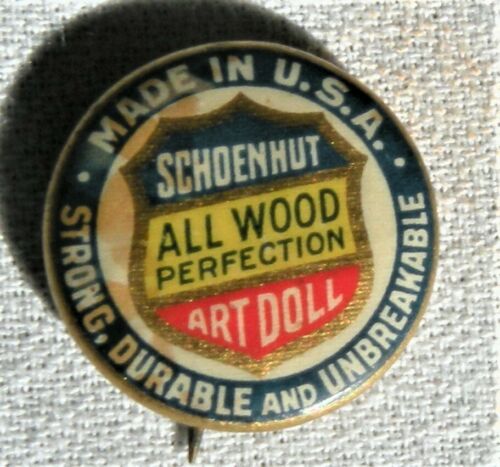 MADE IN U.S.A.
SCHOENHUT
ALL WOOD
PERFECTION
ART DOLL
STRONG, DURABLE AND UNBREAKABLE